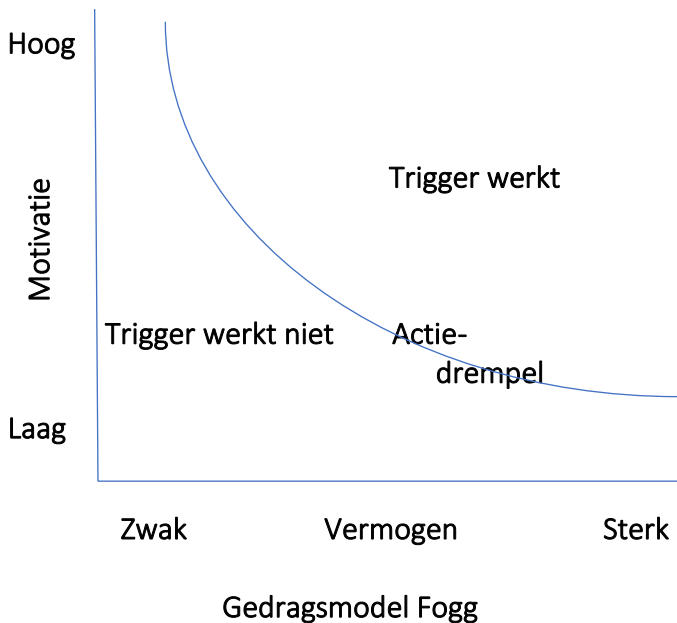 Hoog
Trigger werkt
Motivatie
Trigger werkt niet
Actie-
drempel
Laag
Zwak
Vermogen
Sterk
Gedragsmodel Fogg